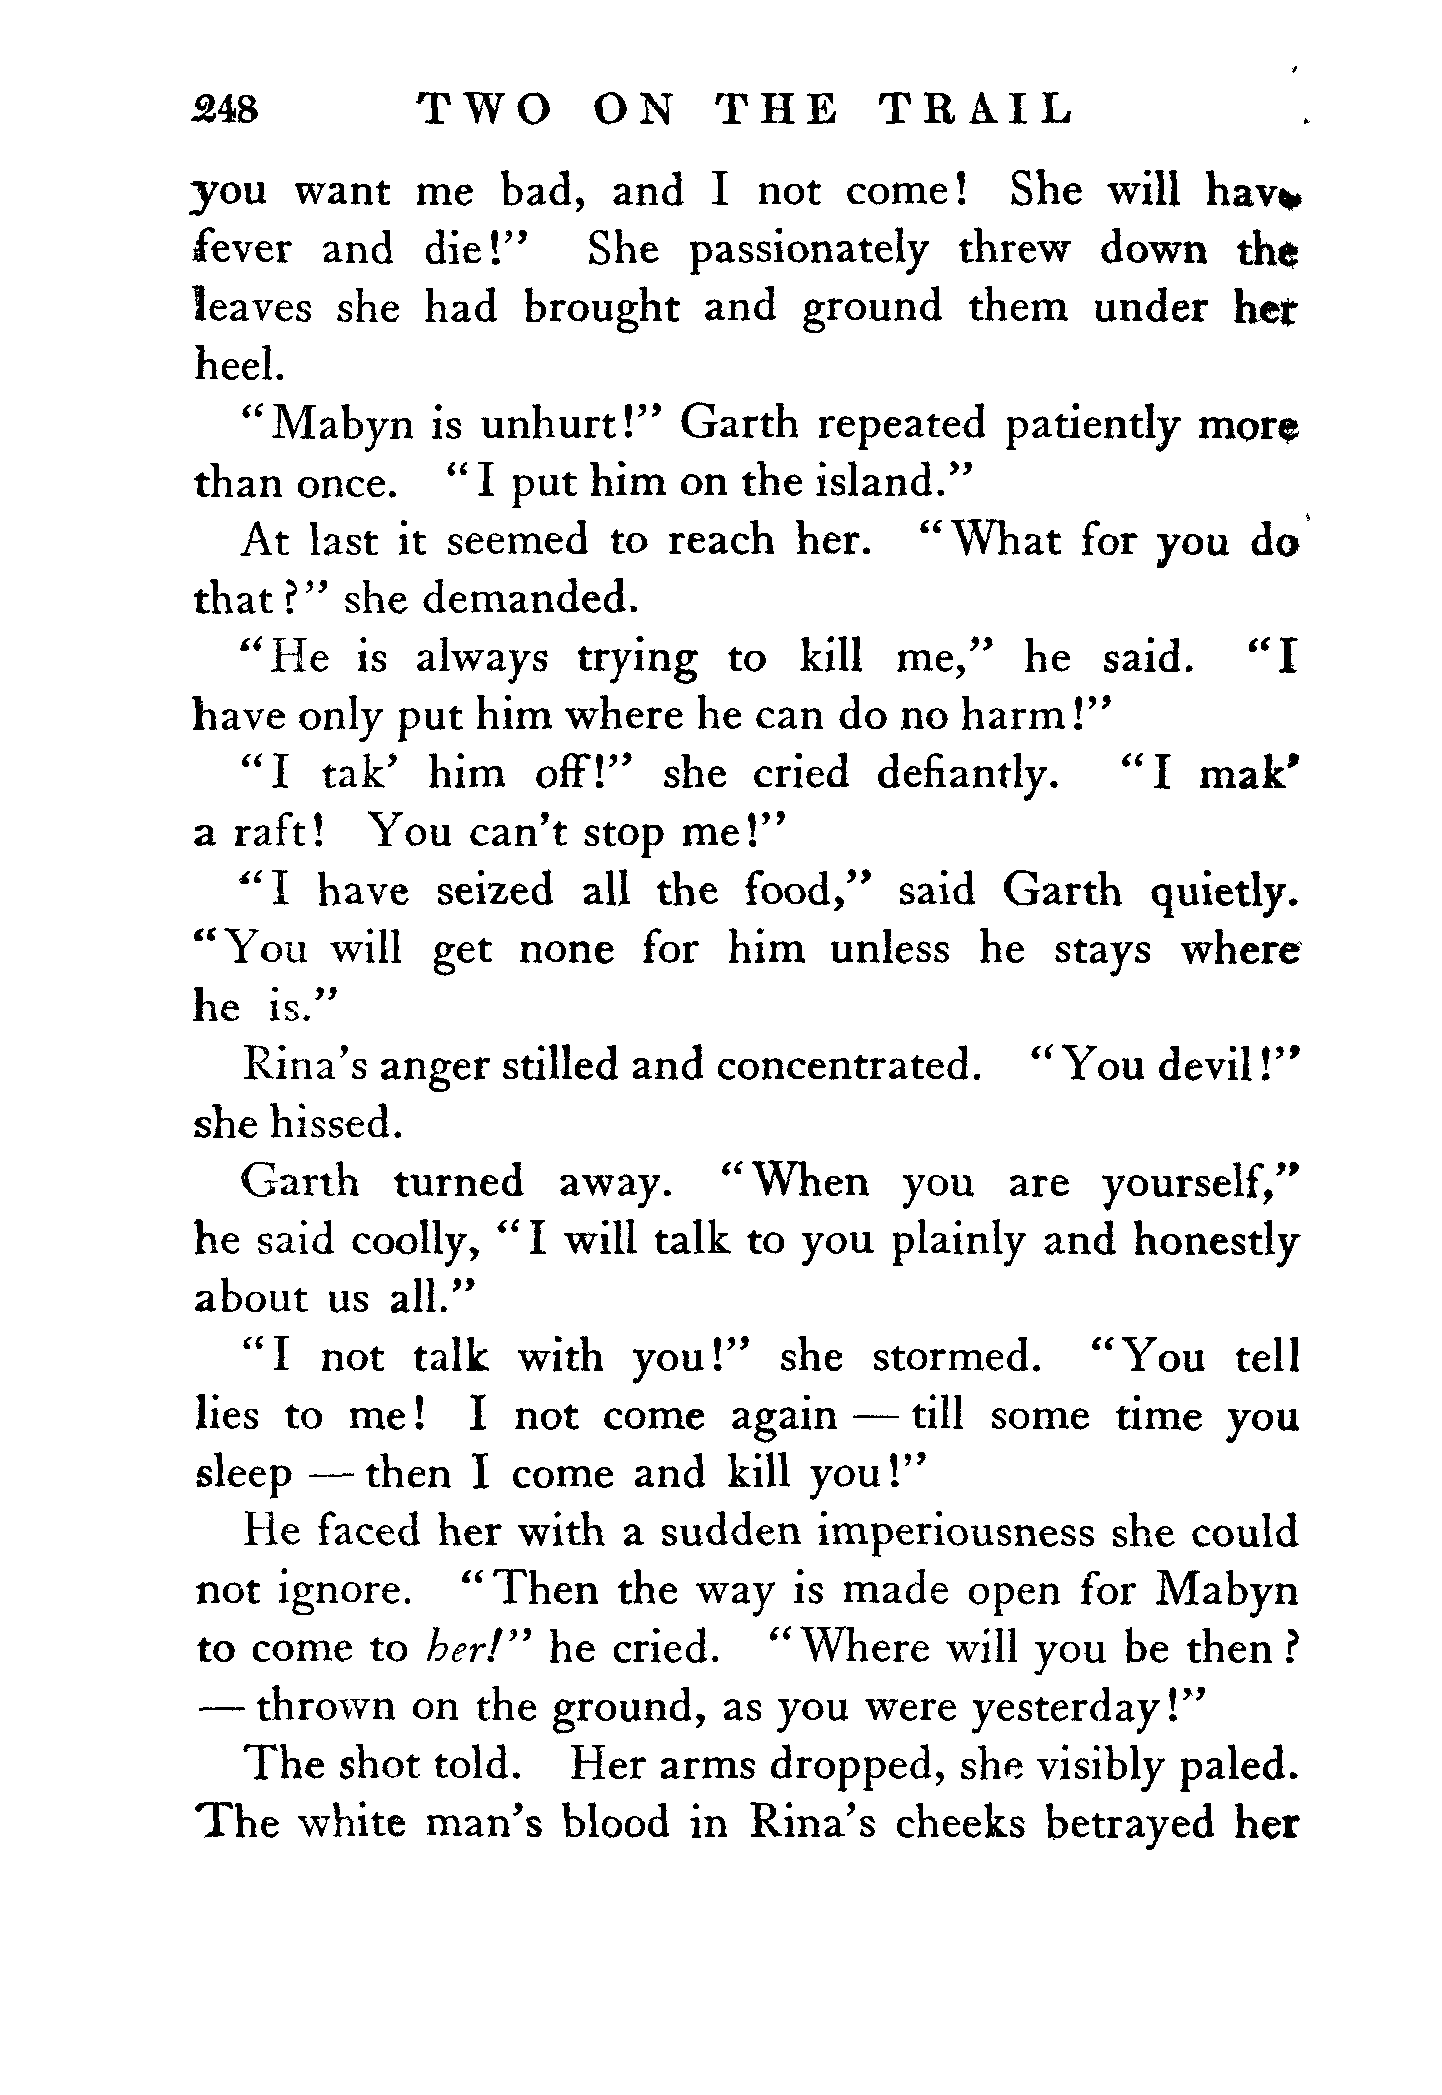 248 TWO ON THE TRAIL
you want me bad, and I not come! She will have
fever and die!" She passionately threw down the
leaves she had brought and ground them under her
heel.
"Mabyn is unhurt!" Garth repeated patiently more
than once. "I put him on the island."
At last it seemed to reach her. "What for you do
that?" she demanded.
"He is always trying to kill me," he said. "I
have only put him where he can do no harm!"
"I tak' him off!" she cried defiantly. "I mak'
a raft! You can't stop me!"
"I have seized all the food," said Garth quietly.
"You will get none for him unless he stays where
he is."
Rina's anger stilled and concentrated. "You devil!"
she hissed.
Garth turned away. "When you are yourself,"
he said coolly, "I will talk to you plainly and honestly
about us all."
"I not talk with you!" she stormed. "You tell
lies to me! I not come again — till some time you
sleep — then I come and kill you!"
He faced her with a sudden imperiousness she could
not ignore. "Then the way is made open for Mabyn
to come to her!" he cried. "Where will you be then?
— thrown on the ground, as you were yesterday!"
The shot told. Her arms dropped, she visibly paled.
The white man's blood in Rina's cheeks betrayed her